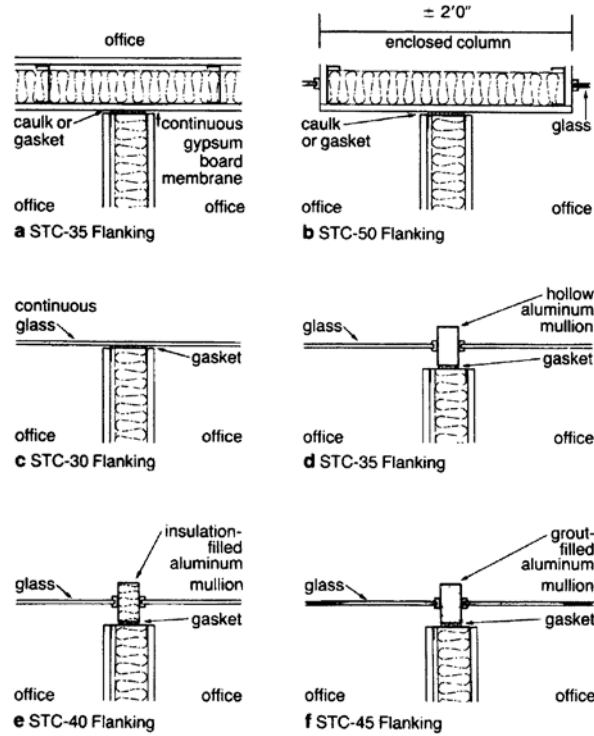 office
caulk or
gasket
continuous
gypsum
board
membrane
office
office
a STC-35 Flanking
± 2'0"
enclosed column
caulk
or gasket
glass
office
office
b STC-50 Flanking
continuous
glass
gasket
office
office
c STC-30 Flanking
glass
hollow
aluminum
mullion
gasket
office
office
d STC-35 Flanking
glass
insulation-
filled
aluminum
mullion
gasket
office
office
e STC-40 Flanking
glass
grout-
filled
aluminum
mullion
gasket
office
office
f STC-45 Flanking